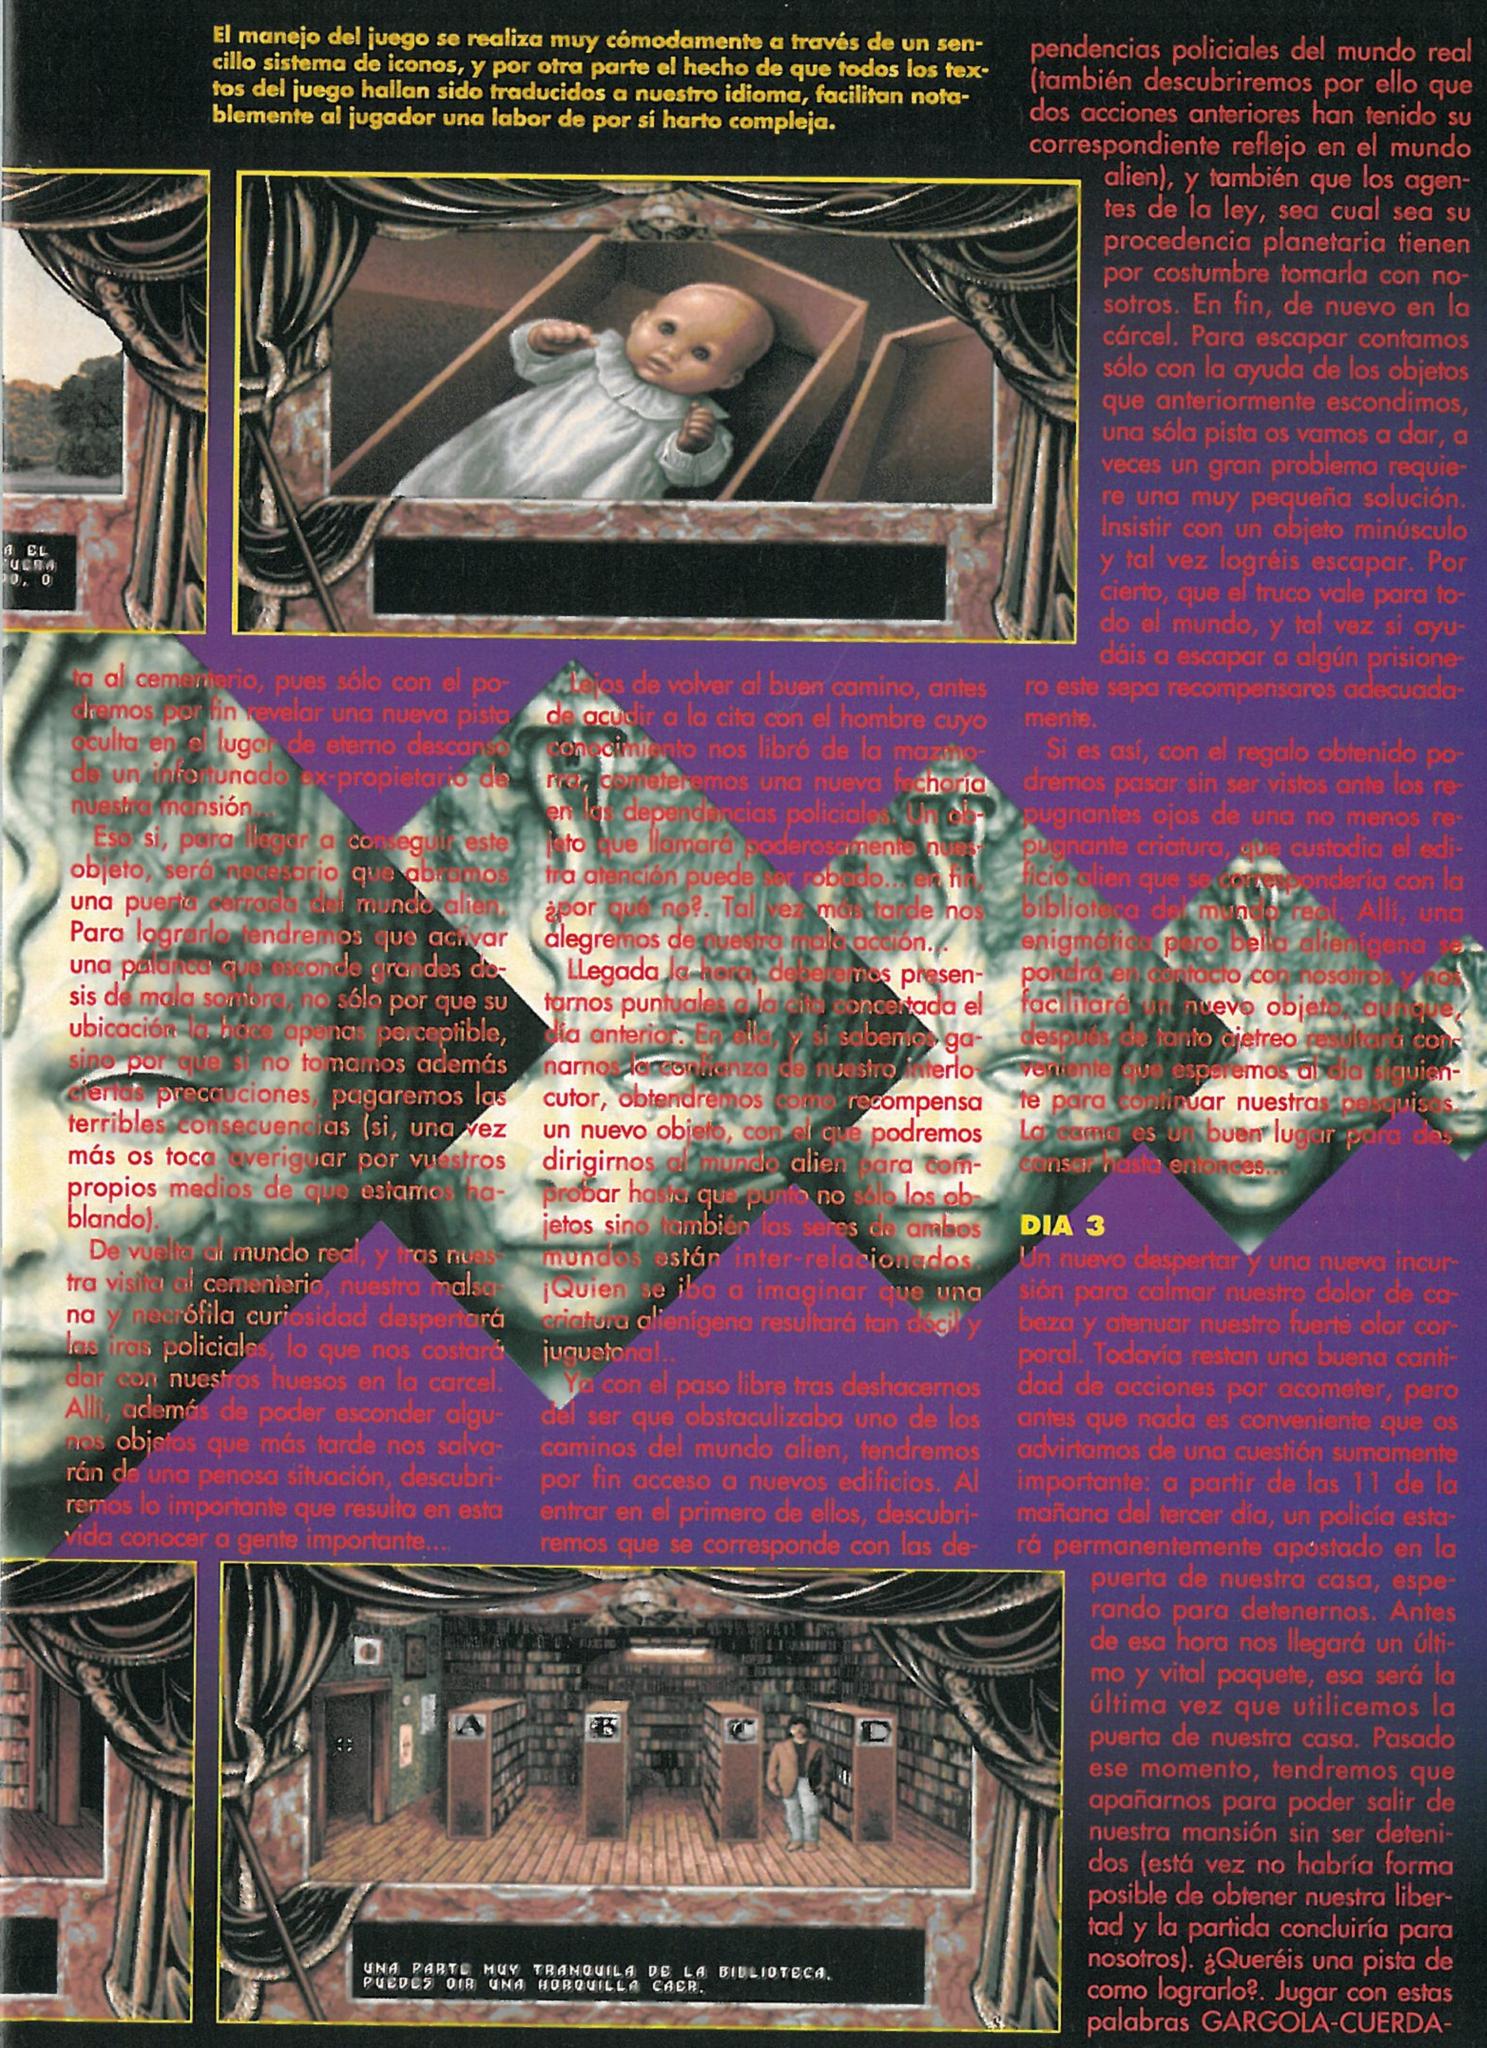 El manejo del juego se realiza muy cómodamente a través de un sen-
cillo sistema de iconos, y por otra parte el hecho de que todos los tex-
tos del juego hallan sido traducidos a nuestro idioma, facilitan nota-
blemente al jugador una labor de por sí harto compleja.
A EL
PO, O
ta al cementerio, pues sólo con el po-
dremos por fin revelar una nueva pista
oculta en el lugar de eterno descanso
de un infortunado ex-propietario de
nuestra mansión...
Eso si, para llegar a conseguir este
objeto, será necesario que abramos
una puerta cerrada del mundo alien.
Para lograrlo tendremos que activar
una palanca que esconde grandes do-
sis de mala sombra, no sólo por que su
ubicación la hace apenas perceptible,
sino por que si no tomamos además
ciertas precauciones, pagaremos las
terribles consecuencias (si, una vez
más os toca averiguar por vuestros
propios medios de que estamos ha-
blando).
De vuelta al mundo real, y tras nues-
tra visita al cementerio, nuestra malsa-
na y necrófila curiosidad despertará
las iras policiales, lo que nos costará
dar con nuestros huesos en la carcel.
Allí, además de poder esconder algu-
nos objetos que más tarde nos salva-
rán de una penosa situación, descubri-
remos lo importante que resulta en esta
vida conocer a gente importante...
Lejos de volver al buen camino, antes
de acudir a la cita con el hombre cuyo
conocimiento nos libró de la mazmo-
rra, cometeremos una nueva fechoría
en las dependencias policiales. Un ob-
jeto que llamará poderosamente nues-
tra atención puede ser robado... en fin,
¿por qué no?. Tal vez más tarde nos
alegremos de nuestra mala acción...
LLegada la hora, deberemos presen-
tarnos puntuales a la cita concertada el
día anterior. En ella, y si sabemos ga-
narnos la confianza de nuestro interlo-
cutor, obtendremos como recompensa
un nuevo objeto, con el que podremos
dirigirnos al mundo alien para com-
probar hasta que punto no sólo los ob-
jetos sino también los seres de ambos
mundos están inter-relacionados.
¡Quien se iba a imaginar que una
criatura alienígena resultará tan dócil y
juguetona!..
Ya con el paso libre tras deshacernos
del ser que obstaculizaba uno de los
caminos del mundo alien, tendremos
por fin acceso a nuevos edificios. Al
entrar en el primero de ellos, descubri-
remos que se corresponde con las de-
pendencias policiales del mundo real
(también descubriremos por ello que
dos acciones anteriores han tenido su
correspondiente reflejo en el mundo
alien), y también que los agen-
tes de la ley, sea cual sea su
procedencia planetaria tienen
por costumbre tomarla con no-
sotros. En fin, de nuevo en la
cárcel. Para escapar contamos
sólo con la ayuda de los objetos
que anteriormente escondimos,
una sóla pista os vamos a dar, a
veces un gran problema requie-
re una muy pequeña solución.
Insistir con un objeto minúsculo
y tal vez logréis escapar. Por
cierto, que el truco vale para to-
do el mundo, y tal vez si ayu-
dáis a escapar a algún prisione-
ro este sepa recompensaros adecuada-
mente.
Si es así, con el regalo obtenido po-
dremos pasar sin ser vistos ante los re-
pugnantes ojos de una no menos re-
pugnante criatura, que custodia el edi-
ficio alien que se correspondería con la
biblioteca del mundo real. Allí, una
enigmática pero bella alienígena se
pondrá en contacto con nosotros y nos
facilitará un nuevo objeto, aunque,
después de tanto ajetreo resultará con-
veniente que esperemos al día siguien-
te para continuar nuestras pesquisas.
La cama es un buen lugar para des-
cansar hasta entonces...
DIA 3
Un nuevo despertar y una nueva incur-
sión para calmar nuestro dolor de ca-
beza y atenuar nuestro fuerte olor cor-
poral. Todavía restan una buena canti-
dad de acciones por acometer, pero
antes que nada es conveniente que os
advirtamos de una cuestión sumamente
importante: a partir de las 11 de la
mañana del tercer día, un policía esta-
rá permanentemente apostado en la
puerta de nuestra casa, espe-
rando para detenernos. Antes
de esa hora nos llegará un últi-
mo y vital paquete, esa será la
última vez que utilicemos la
puerta de nuestra casa. Pasado
ese momento, tendremos que
apañarnos para poder salir de
nuestra mansión sin ser deteni-
dos (está vez no habría forma
posible de obtener nuestra liber-
tad y la partida concluiría para
nosotros). ¿Queréis una pista de
como lograrlo?. Jugar con estas
palabras GARGOLA-CUERDA-
A
B
C
D
UNA PARTE MUY TRANQUILA DE LA BIBLIOTECA.
PUEDES OIR UNA HORQUILLA CAER.